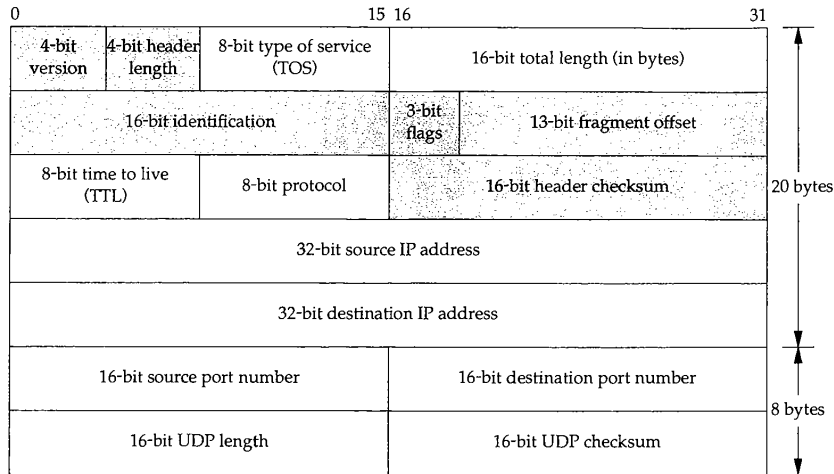 0 15 16 31
4-bit version
4-bit header length
8-bit type of service (TOS)
16-bit total length (in bytes)
16-bit identification
3-bit flags
13-bit fragment offset
8-bit time to live (TTL)
8-bit protocol
16-bit header checksum
20 bytes
32-bit source IP address
32-bit destination IP address
16-bit source port number
16-bit destination port number
8 bytes
16-bit UDP length
16-bit UDP checksum